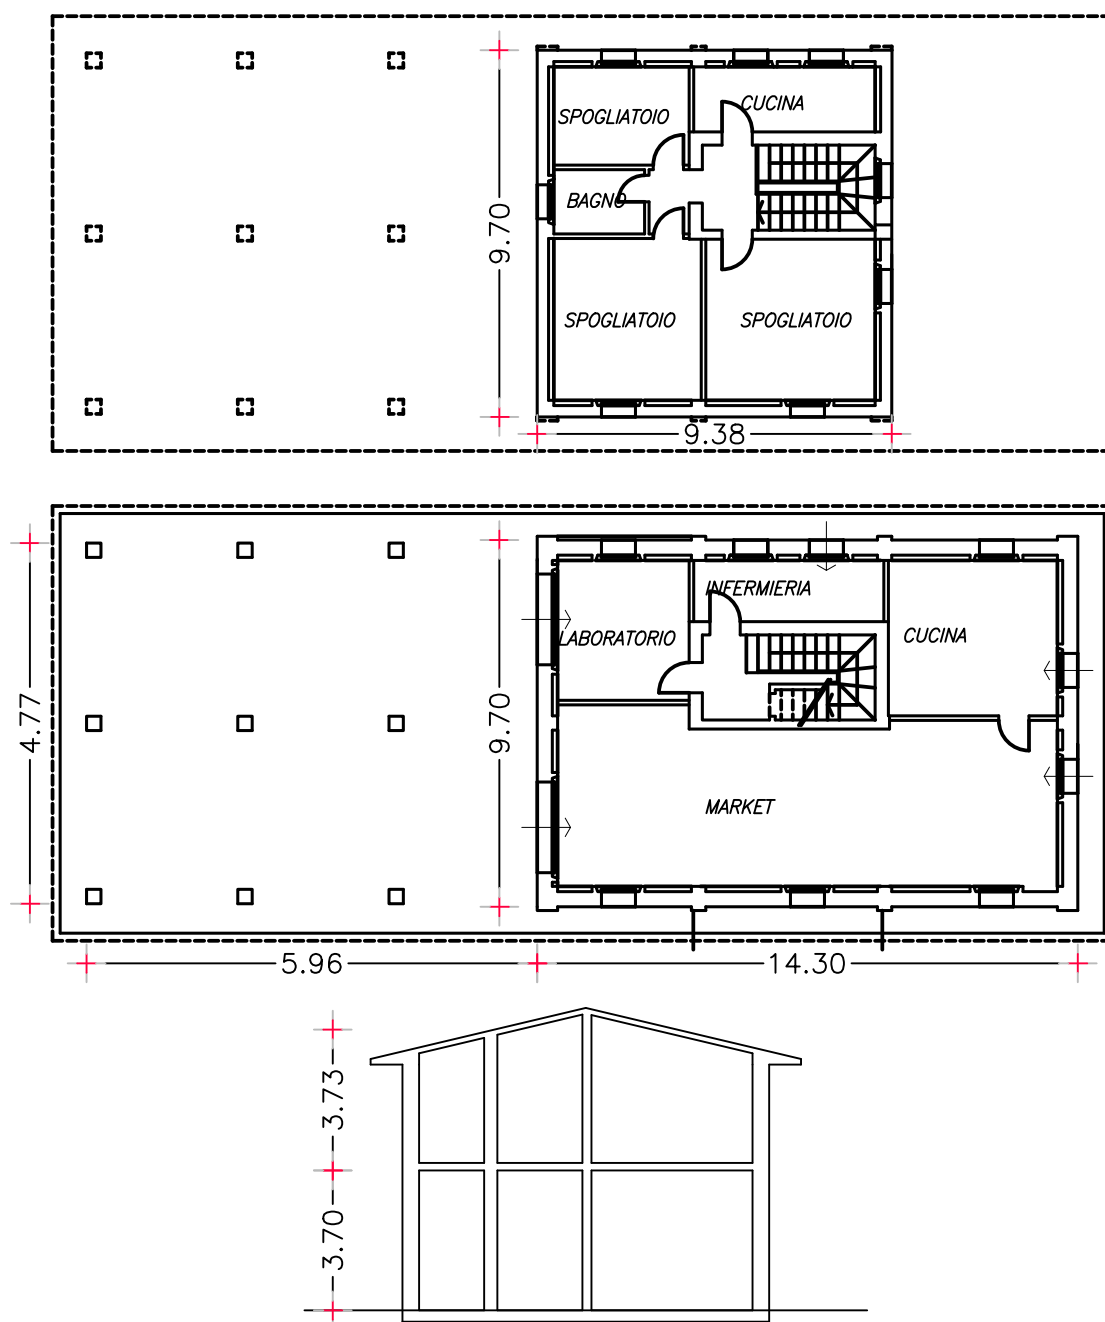 SPOGLIATOIO
CUCINA
BAGNO
9.70
SPOGLIATOIO
SPOGLIATOIO
9.38
INFERMIERIA
LABORATORIO
CUCINA
4.77
9.70
MARKET
5.96
14.30
3.73
3.70